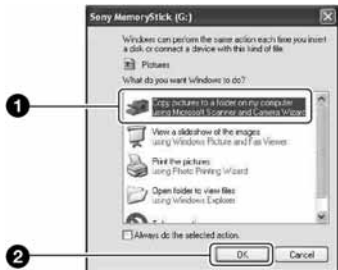 Sony MemoryStick (G:)
Windows can perform the same action each time you insert
a disk or connect a device with this kind of file:
Pictures
What do you want Windows to do?
1
Copy pictures to a folder on my computer
using Microsoft Scanner and Camera Wizard
View a slideshow of the images
using Windows Picture and Fax Viewer
Print the pictures
using Photo Printing Wizard
Open folder to view files
using Windows Explorer
Always do the selected action.
2
OK
Cancel